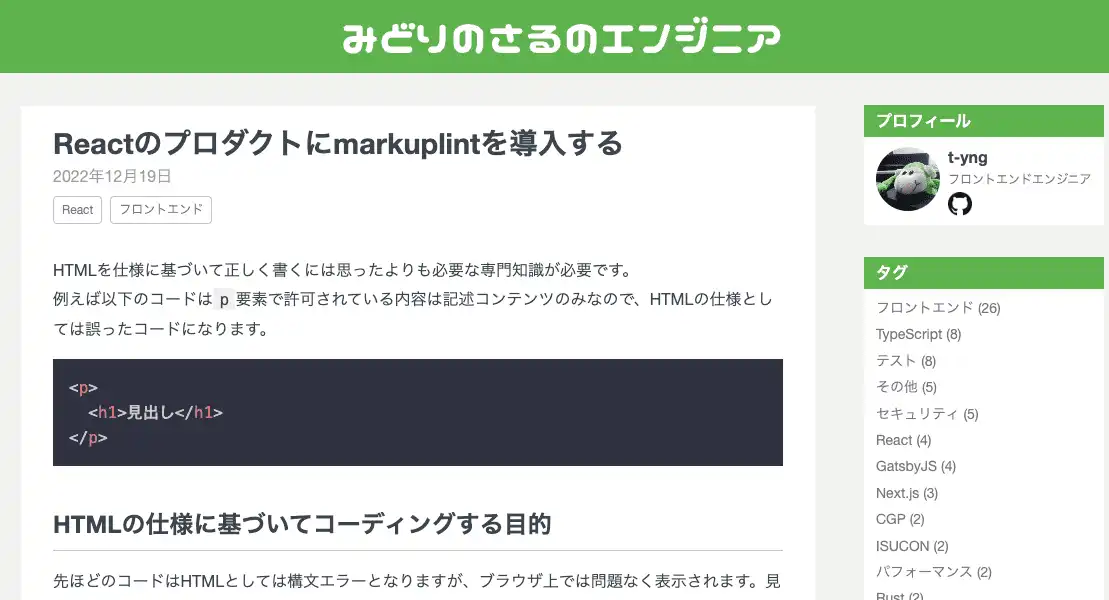 みどりのさるのエンジニア
Reactのプロダクトにmarkuplintを導入する
2022年12月19日
React フロントエンド
HTMLを仕様に基づいて正しく書くには思ったよりも必要な専門知識が必要です。
例えば以下のコードは p 要素で許可されている内容は記述コンテンツのみなので、HTMLの仕様とし
ては誤ったコードになります。
<p>
  <h1>見出し</h1>
</p>
HTMLの仕様に基づいてコーディングする目的
先ほどのコードはHTMLとしては構文エラーとなりますが、ブラウザ上では問題なく表示されます。見
プロフィール
t-yng
フロントエンドエンジニア
タグ
フロントエンド (26)
TypeScript (8)
テスト (8)
その他 (5)
セキュリティ (5)
React (4)
GatsbyJS (4)
Next.js (3)
CGP (2)
ISUCON (2)
パフォーマンス (2)
Rust (2)